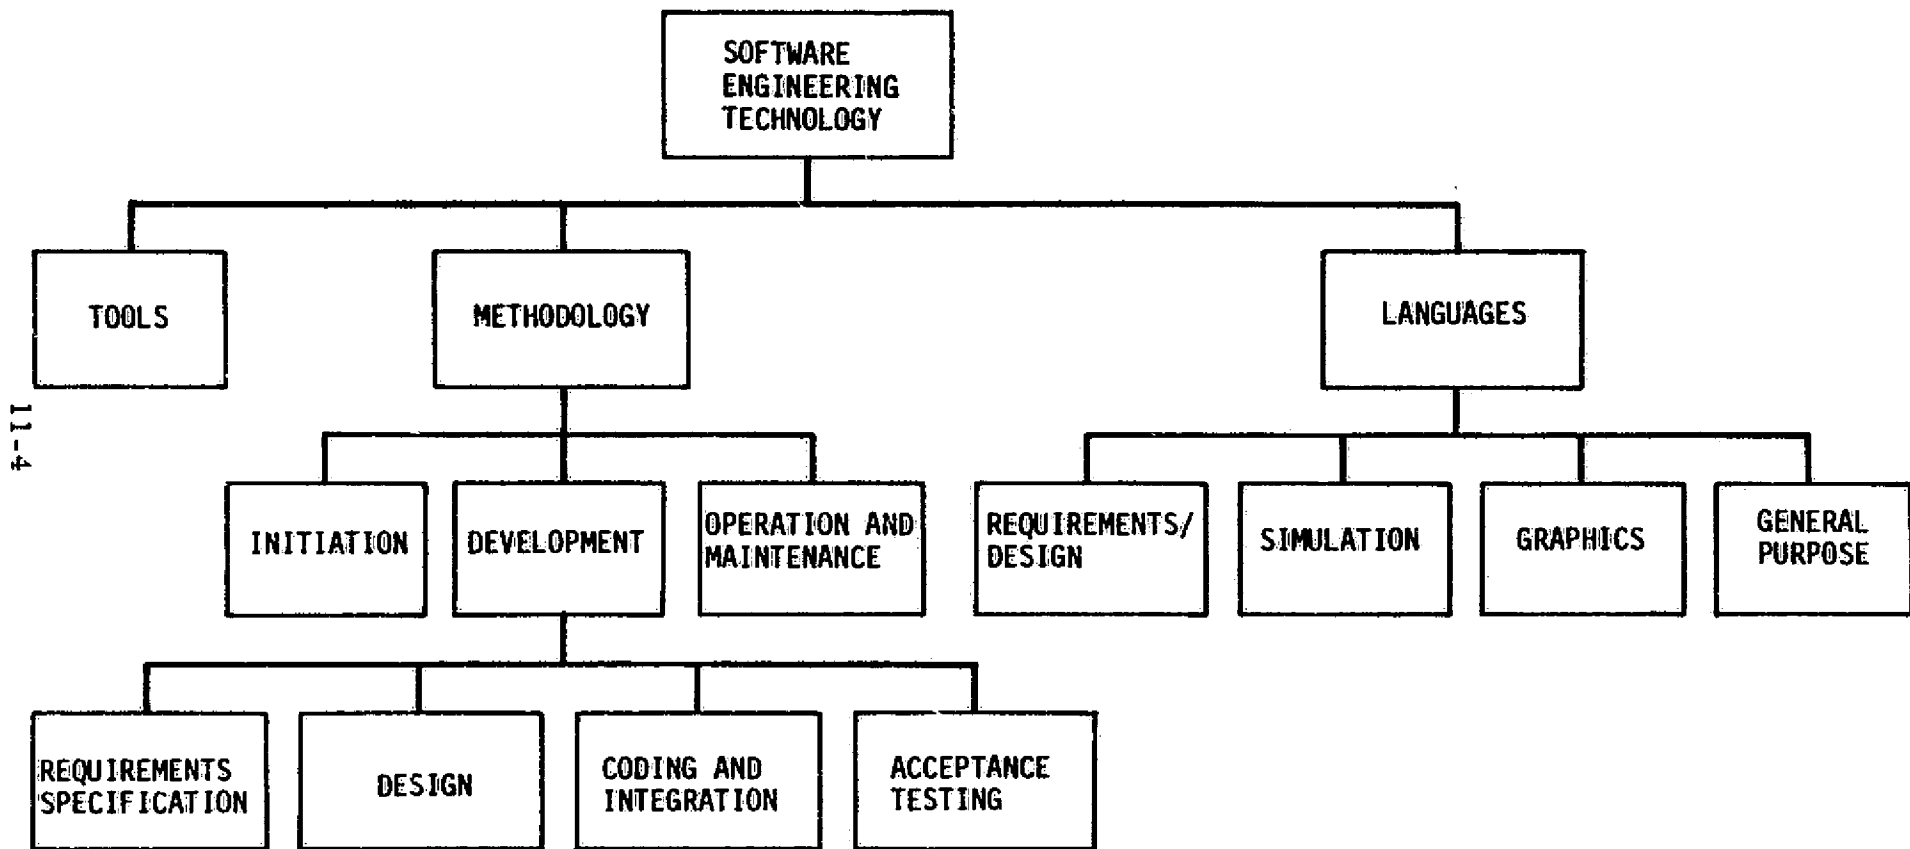 SOFTWARE
ENGINEERING
TECHNOLOGY
TOOLS
METHODOLOGY
LANGUAGES
11-4
INITIATION
DEVELOPMENT
OPERATION AND
MAINTENANCE
REQUIREMENTS/
DESIGN
SIMULATION
GRAPHICS
GENERAL
PURPOSE
REQUIREMENTS
SPECIFICATION
DESIGN
CODING AND
INTEGRATION
ACCEPTANCE
TESTING